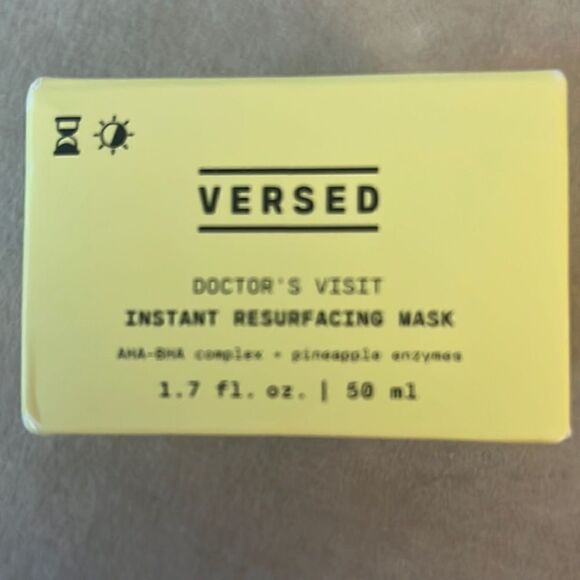 VERSED
DOCTOR'S VISIT
INSTANT RESURFACING MASK
AHA-BHA complex + pineapple enzymes
1.7 fl. oz. | 50 ml